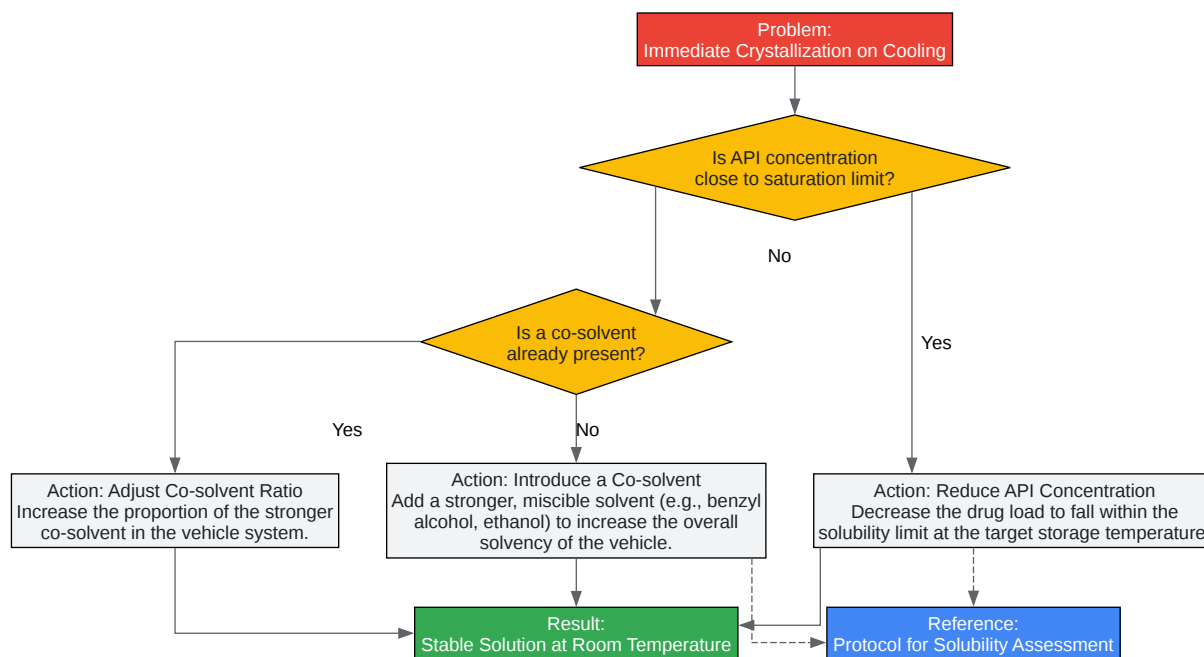 Problem:
Immediate Crystallization on Cooling
Is API concentration
close to saturation limit?
No
Is a co-solvent
already present?
Yes
Yes
No
Action: Adjust Co-solvent Ratio
Increase the proportion of the stronger
co-solvent in the vehicle system.
Action: Introduce a Co-solvent
Add a stronger, miscible solvent (e.g., benzyl
alcohol, ethanol) to increase the overall
solvency of the vehicle.
Action: Reduce API Concentration
Decrease the drug load to fall within the
solubility limit at the target storage temperature.
Result:
Stable Solution at Room Temperature
Reference:
Protocol for Solubility Assessment